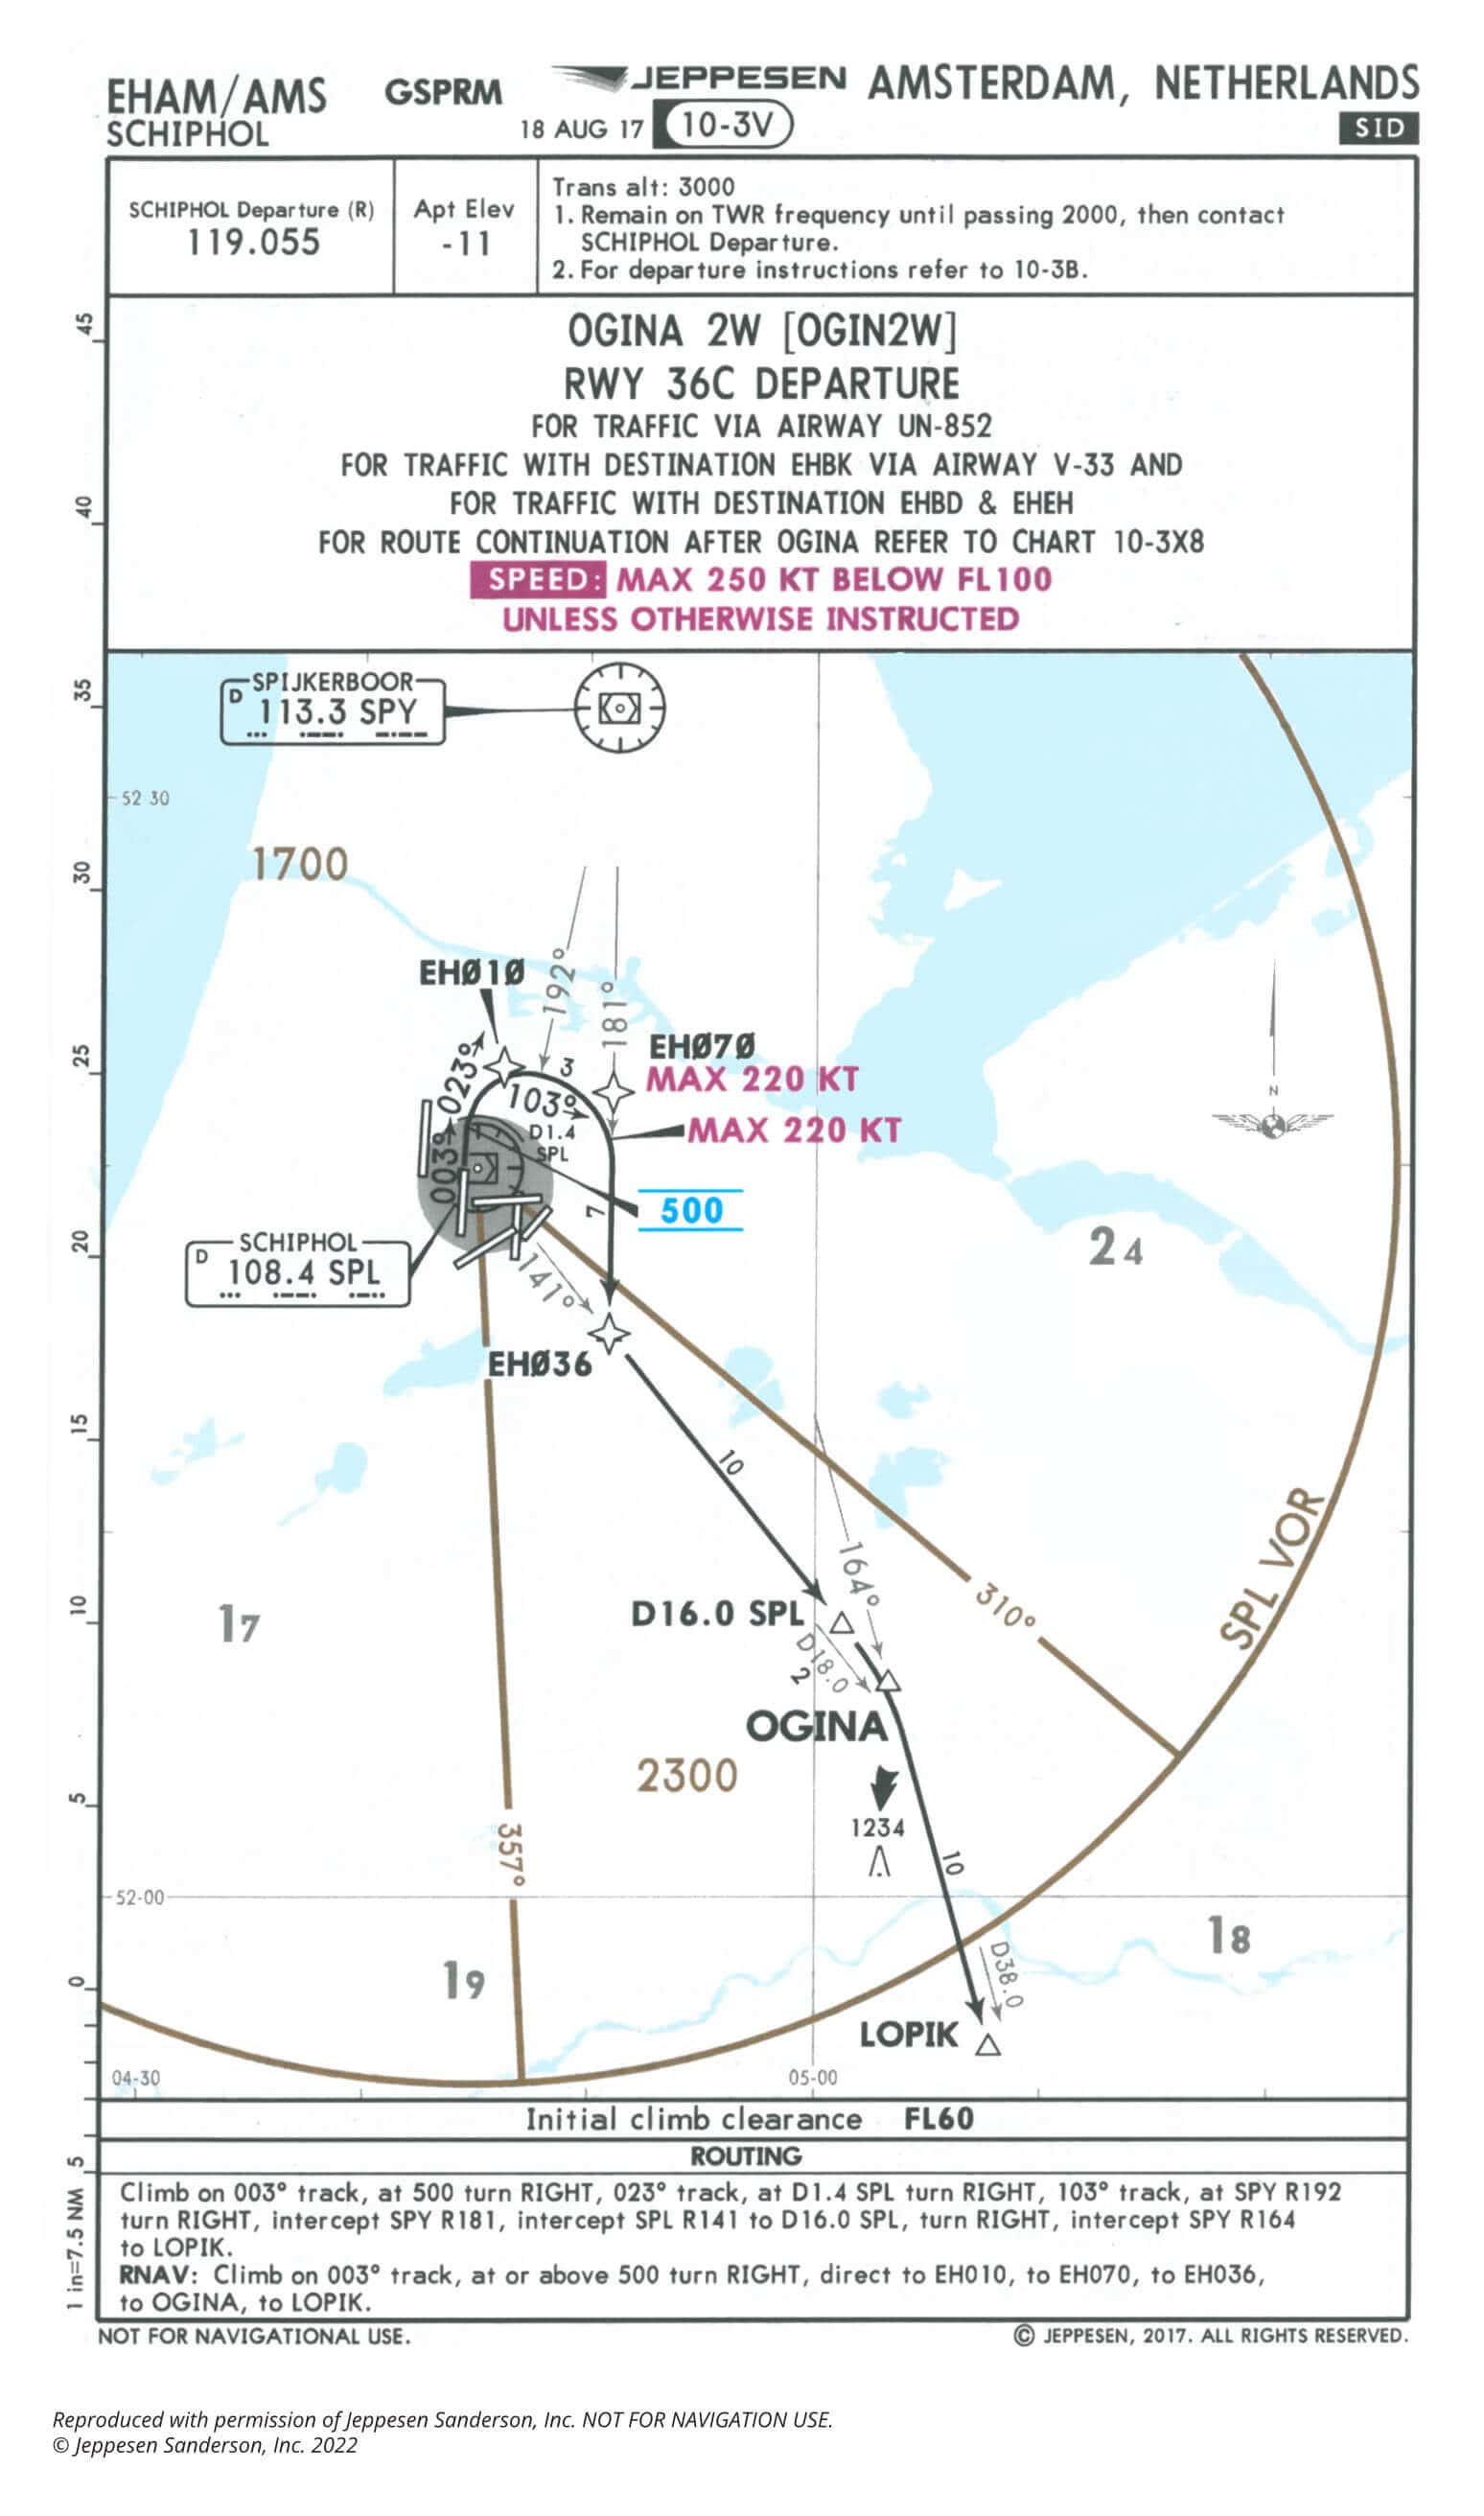 EHAM/AMS
SCHIPHOL
GSPRM
JEPPESEN
18 AUG 17
10-3V
AMSTERDAM, NETHERLANDS
SID
SCHIPHOL Departure (R)
119.055
Apt Elev
-11
Trans alt: 3000
1. Remain on TWR frequency until passing 2000, then contact
SCHIPHOL Departure.
2. For departure instructions refer to 10-3B.
OGINA 2W [OGIN2W]
RWY 36C DEPARTURE
FOR TRAFFIC VIA AIRWAY UN-852
FOR TRAFFIC WITH DESTINATION EHBK VIA AIRWAY V-33 AND
FOR TRAFFIC WITH DESTINATION EHBD & EHEH
FOR ROUTE CONTINUATION AFTER OGINA REFER TO CHART 10-3X8
SPEED: MAX 250 KT BELOW FL100
UNLESS OTHERWISE INSTRUCTED
45
40
35
30
25
20
15
10
5
0
5
1 in=7.5 NM
SPIJKERBOOR
D
113.3 SPY
52 30
1700
EHØ1Ø
192°
181°
023°
3
EHØ7Ø
MAX 220 KT
103°
D1.4
SPL
MAX 220 KT
003°
500
7
N
SCHIPHOL
D
108.4 SPL
141°
24
EHØ36
10
164°
SPL VOR
310°
D16.0 SPL
17
D18.0
2
OGINA
2300
1234
357°
10
52-00
18
19
D38.0
LOPIK
04-30
05-00
Initial climb clearance FL60
ROUTING
Climb on 003° track, at 500 turn RIGHT, 023° track, at D1.4 SPL turn RIGHT, 103° track, at SPY R192
turn RIGHT, intercept SPY R181, intercept SPL R141 to D16.0 SPL, turn RIGHT, intercept SPY R164
to LOPIK.
RNAV: Climb on 003° track, at or above 500 turn RIGHT, direct to EH010, to EH070, to EH036,
to OGINA, to LOPIK.
NOT FOR NAVIGATIONAL USE.
© JEPPESEN, 2017. ALL RIGHTS RESERVED.
Reproduced with permission of Jeppesen Sanderson, Inc. NOT FOR NAVIGATION USE.
© Jeppesen Sanderson, Inc. 2022